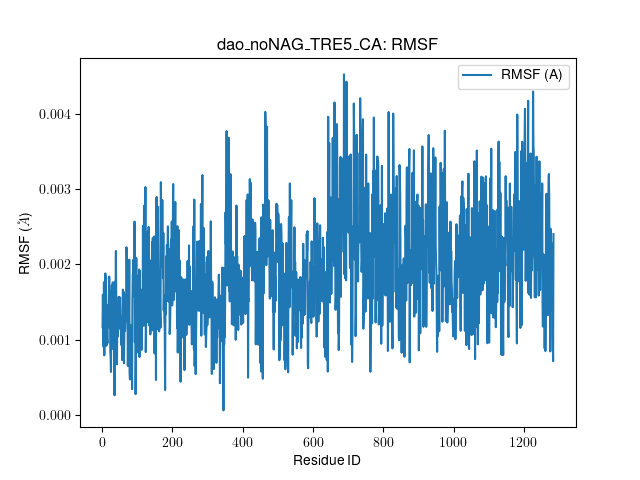 dao_noNAG_TRE5_CA: RMSF
RMSF (A)
0.004
0.003
0.002
0.001
0.000
RMSF (Å)
0 200 400 600 800 1000 1200
Residue ID